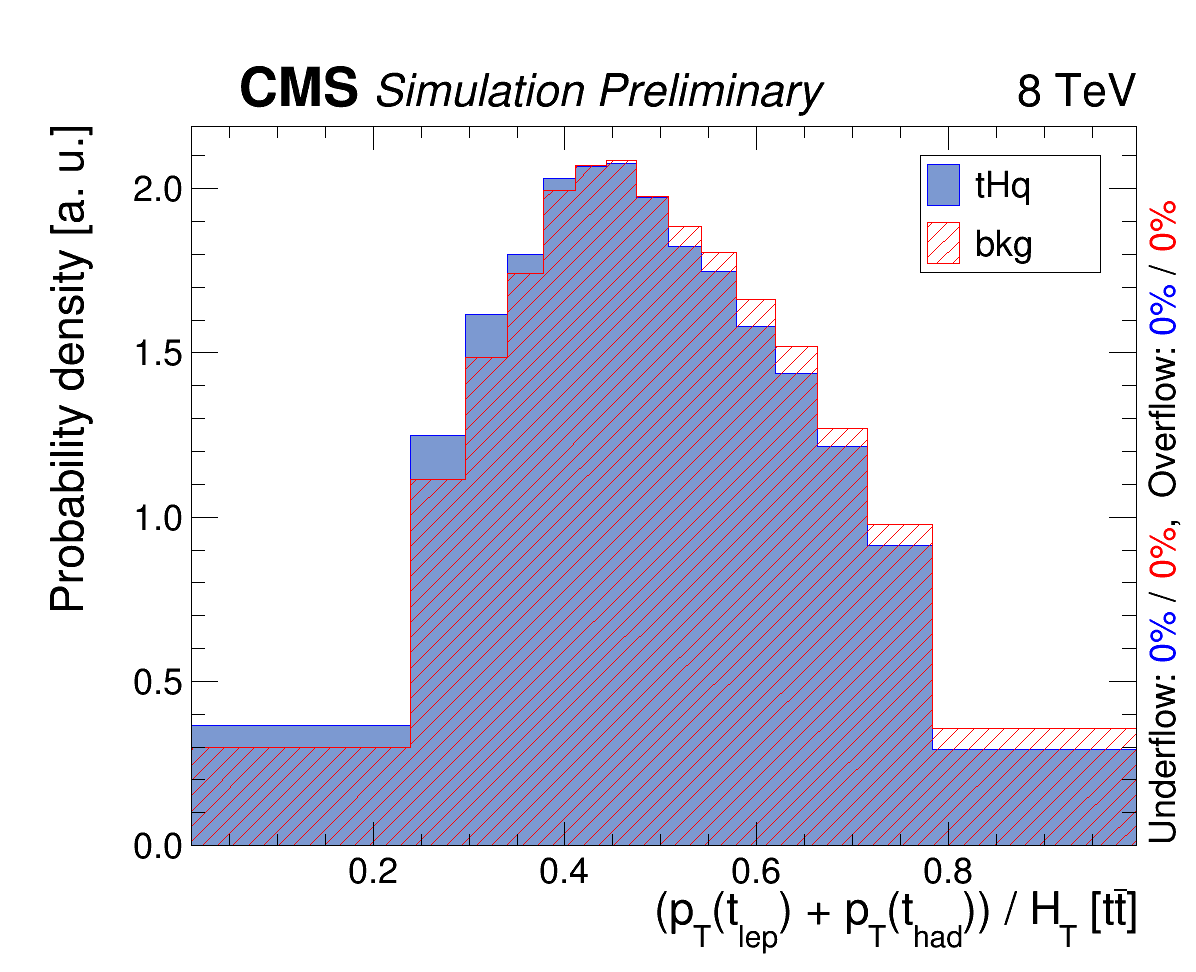 CMS Simulation Preliminary 8 TeV
Probability density [a. u.]
2.0
1.5
1.0
0.5
0.0
tHq
bkg
0.2 0.4 0.6 0.8
(p_T(t_lep) + p_T(t_had)) / H_T [tt̄]
Underflow: 0% / 0%, Overflow: 0% / 0%